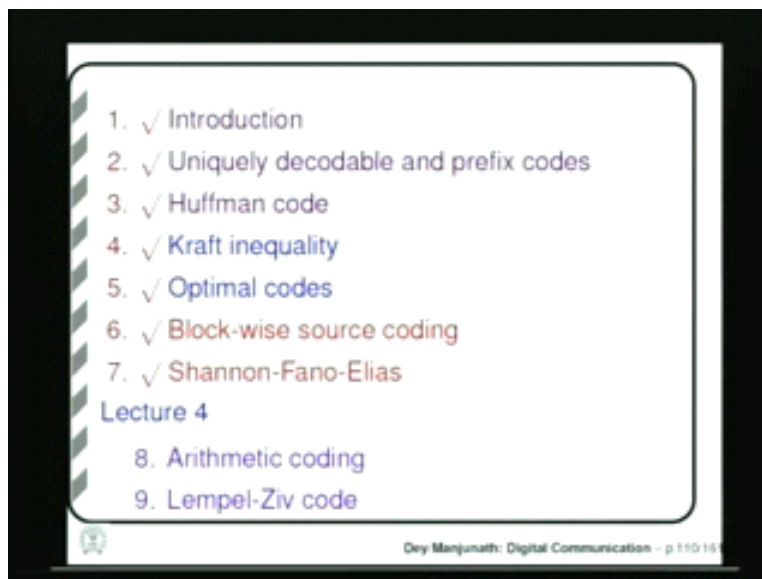 1. √ Introduction
2. √ Uniquely decodable and prefix codes
3. √ Huffman code
4. √ Kraft inequality
5. √ Optimal codes
6. √ Block-wise source coding
7. √ Shannon-Fano-Elias
Lecture 4
8. Arithmetic coding
9. Lempel-Ziv code
Dey/Manjunath: Digital Communication – p.110/161